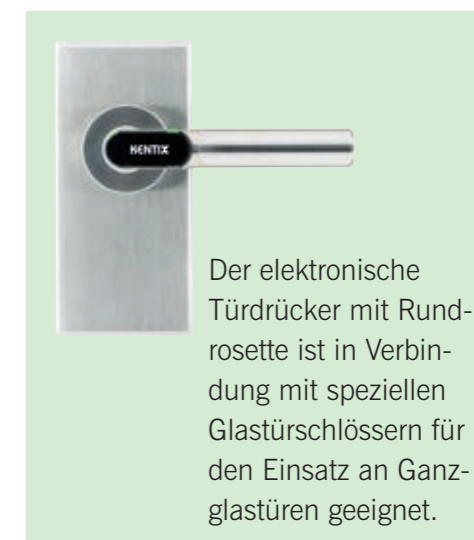 KENTIX
Der elektronische
Türdrücker mit Rund-
rosette ist in Verbin-
dung mit speziellen
Glastürschlössern für
den Einsatz an Ganz-
glastüren geeignet.